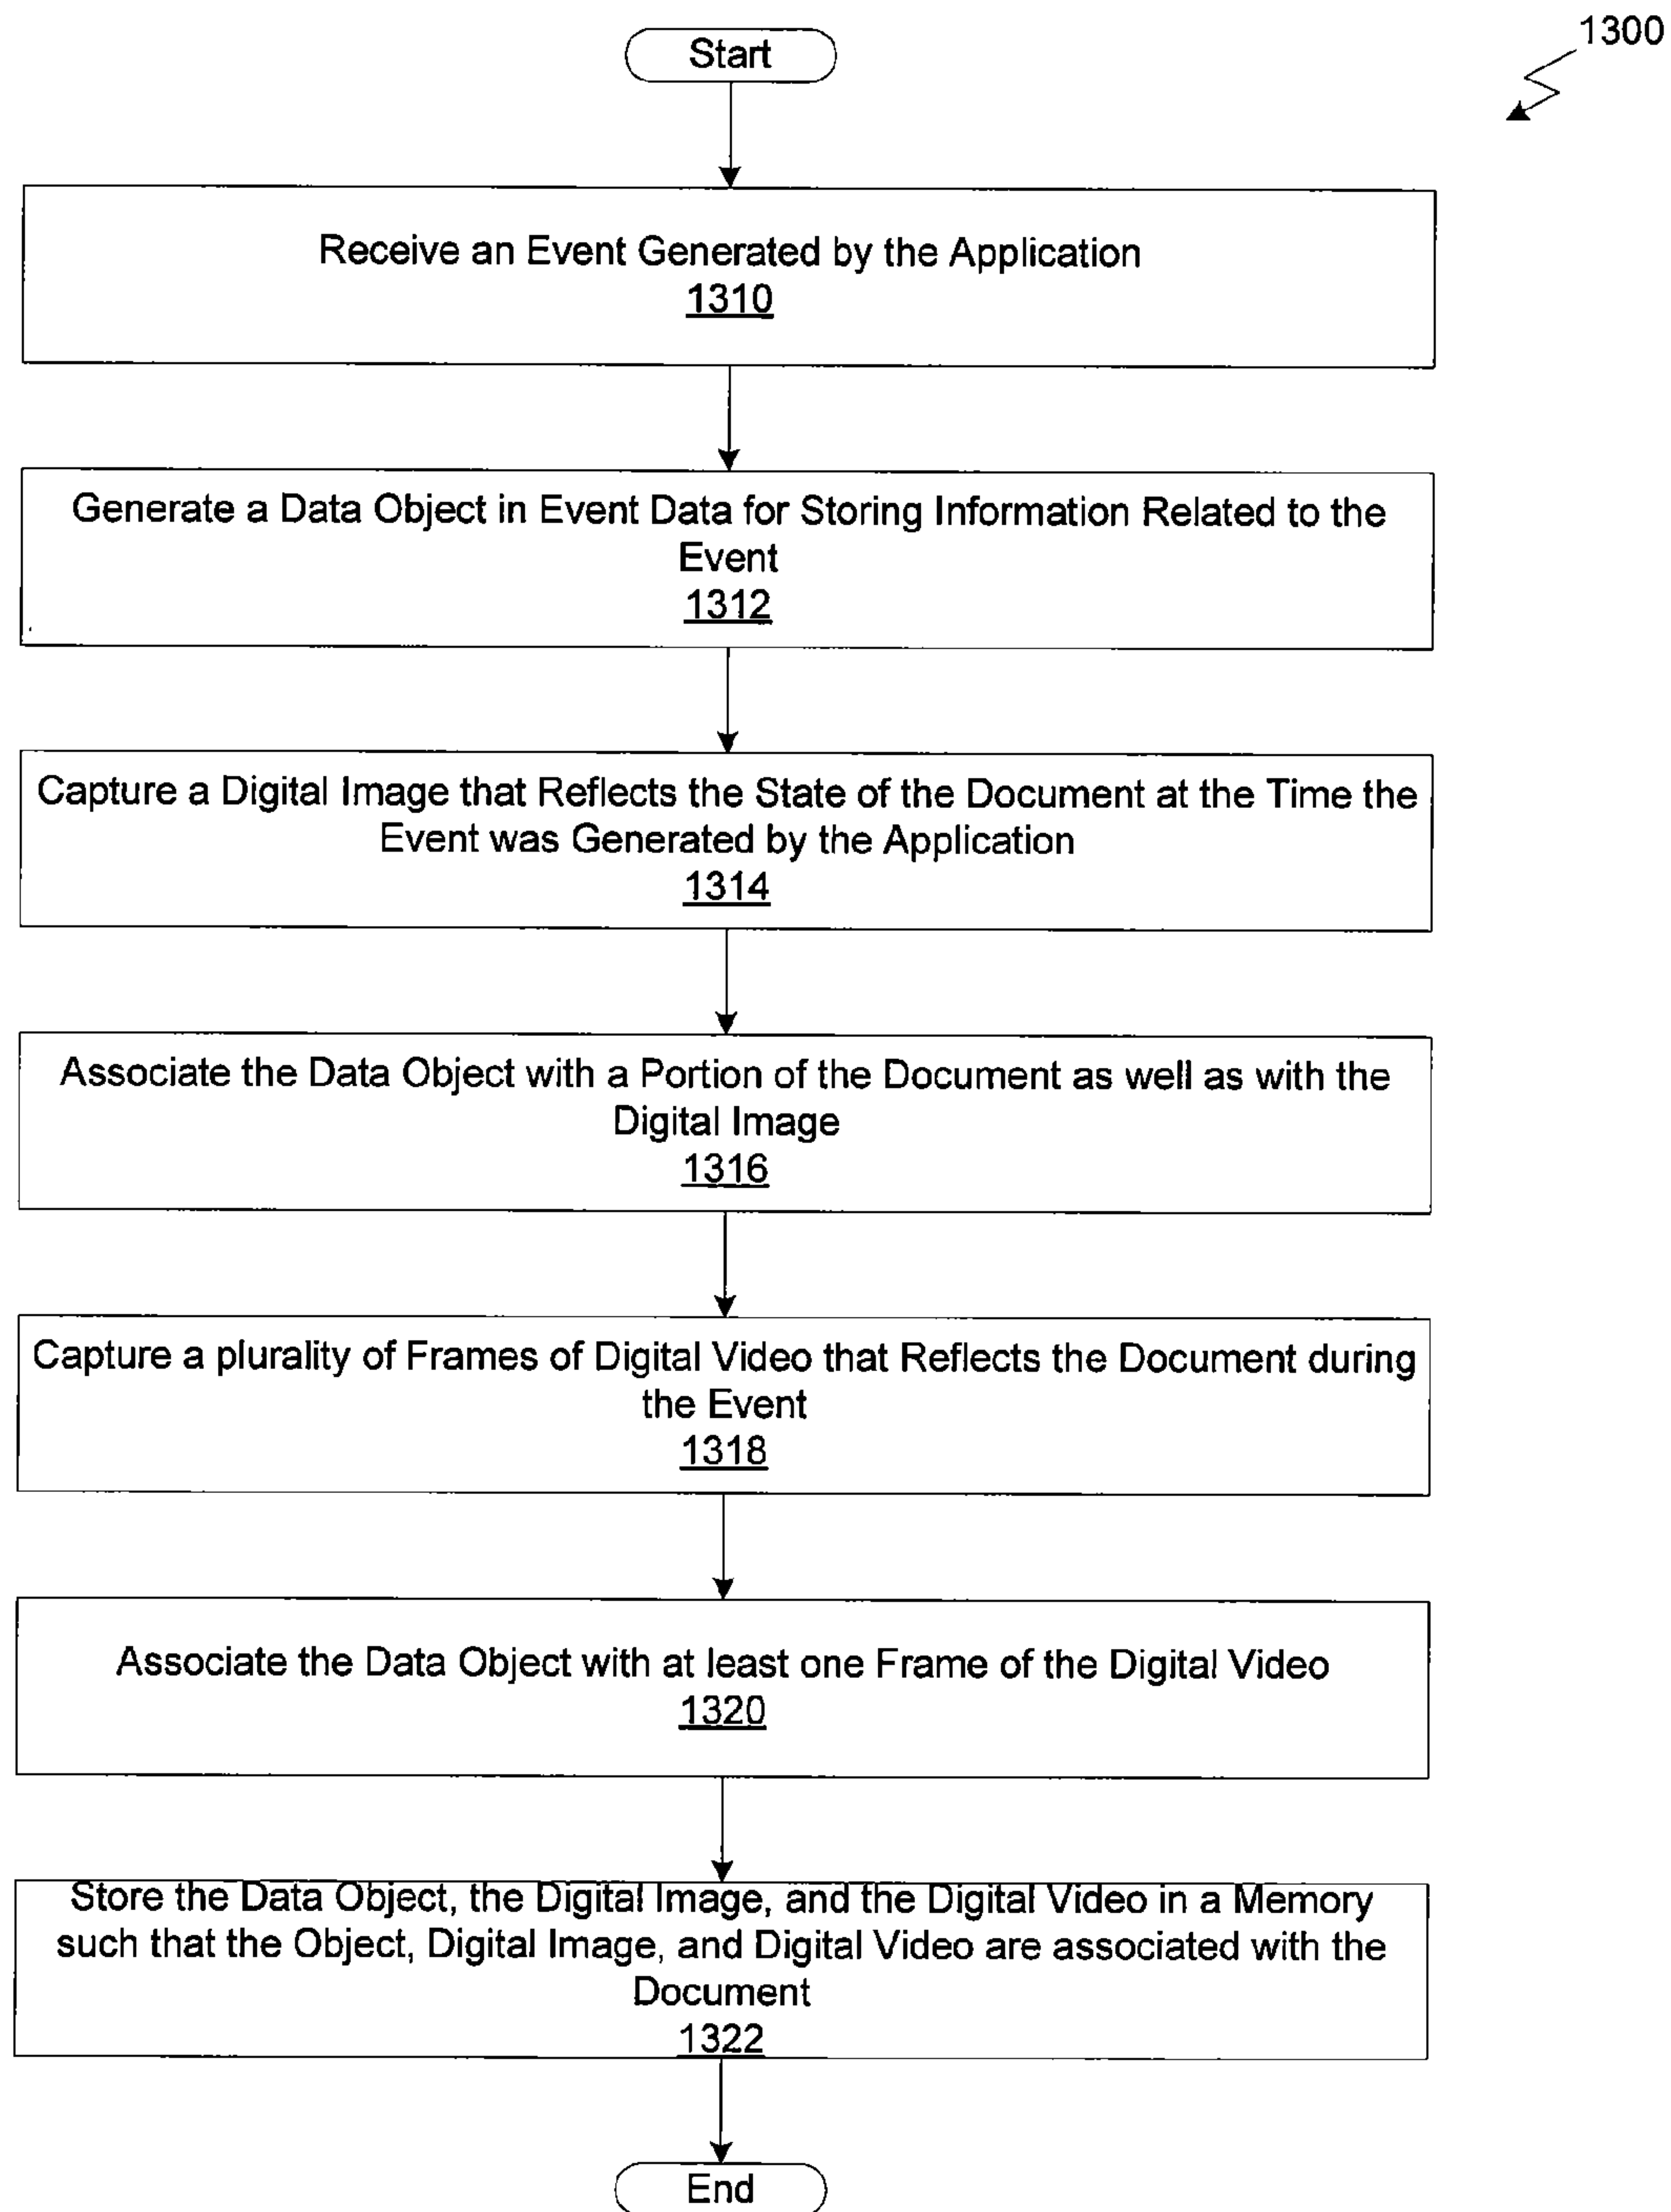 1300
Start
Receive an Event Generated by the Application
1310
Generate a Data Object in Event Data for Storing Information Related to the
Event
1312
Capture a Digital Image that Reflects the State of the Document at the Time the
Event was Generated by the Application
1314
Associate the Data Object with a Portion of the Document as well as with the
Digital Image
1316
Capture a plurality of Frames of Digital Video that Reflects the Document during
the Event
1318
Associate the Data Object with at least one Frame of the Digital Video
1320
Store the Data Object, the Digital Image, and the Digital Video in a Memory
such that the Object, Digital Image, and Digital Video are associated with the
Document
1322
End